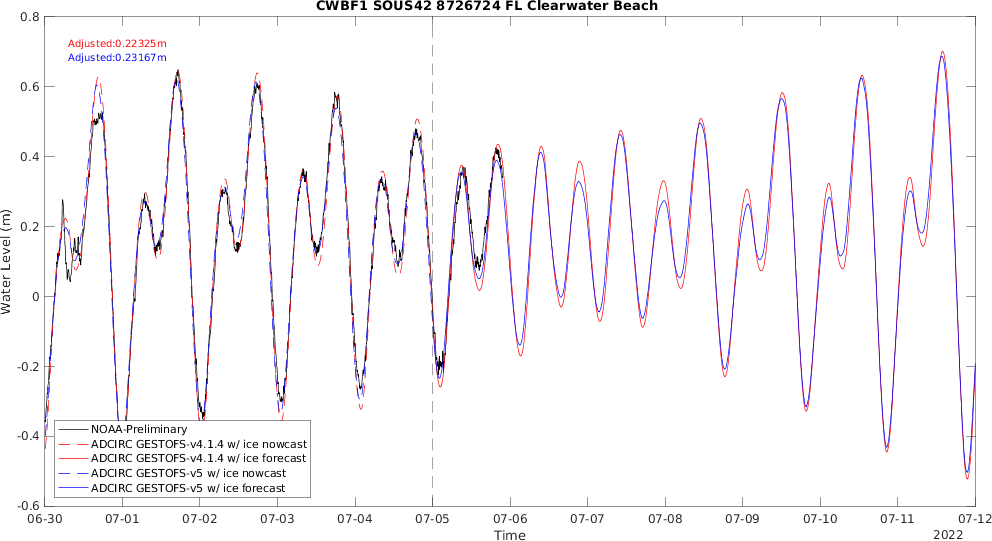 CWBF1 SOUS42 8726724 FL Clearwater Beach
Adjusted:0.22325m
Adjusted:0.23167m
0.8
0.6
0.4
0.2
0
-0.2
-0.4
-0.6
Water Level (m)
NOAA-Preliminary
ADCIRC GESTOFS-v4.1.4 w/ ice nowcast
ADCIRC GESTOFS-v4.1.4 w/ ice forecast
ADCIRC GESTOFS-v5 w/ ice nowcast
ADCIRC GESTOFS-v5 w/ ice forecast
06-30 07-01 07-02 07-03 07-04 07-05 07-06 07-07 07-08 07-09 07-10 07-11 07-12
Time
2022